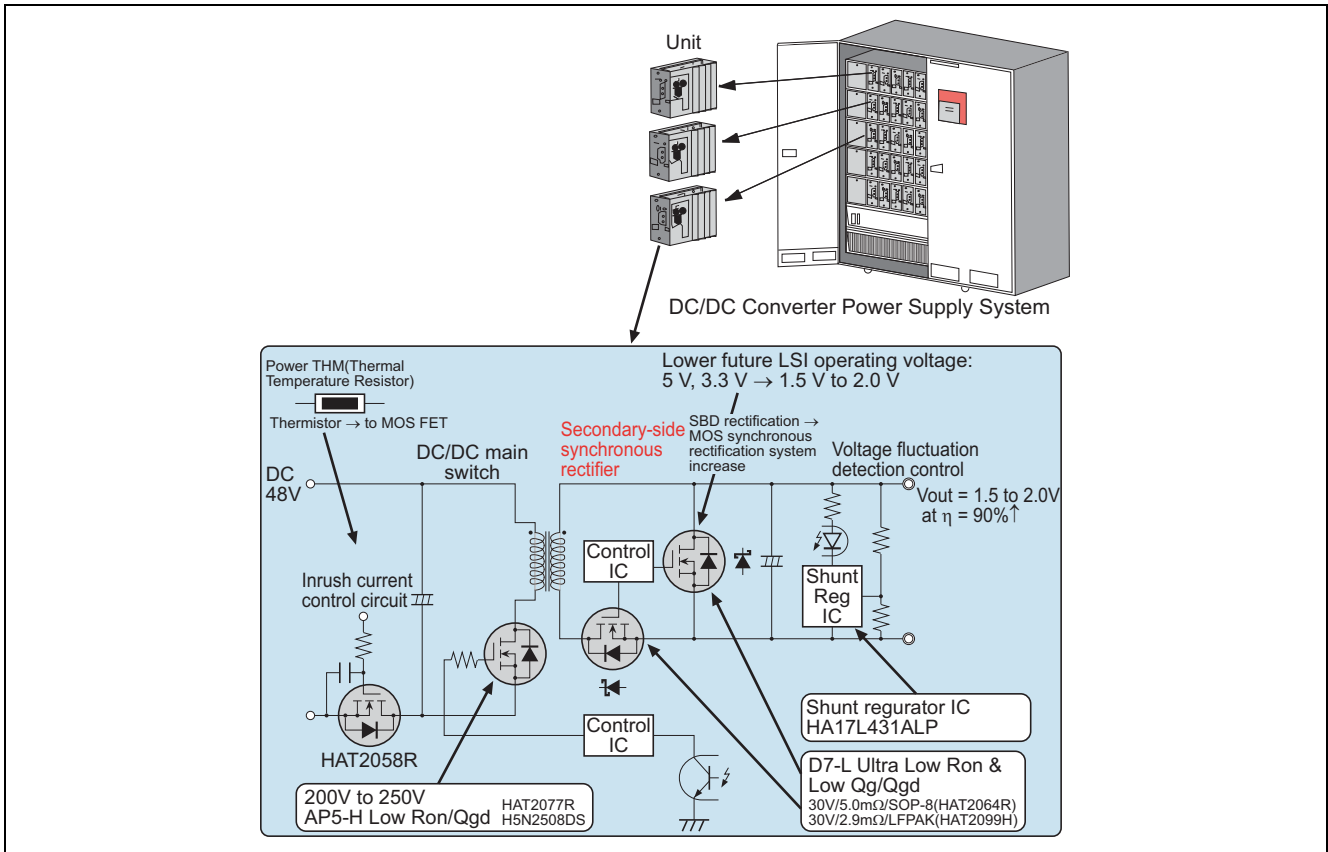 Unit
DC/DC Converter Power Supply System
Power THM(Thermal
Temperature Resistor)
Thermistor → to MOS FET
Lower future LSI operating voltage:
5 V, 3.3 V → 1.5 V to 2.0 V
DC/DC main
switch
Secondary-side
synchronous
rectifier
SBD rectification →
MOS synchronous
rectification system
increase
Voltage fluctuation
detection control
DC
48V
Vout = 1.5 to 2.0V
at η = 90%↑
Inrush current
control circuit
Control
IC
Shunt
Reg
IC
HAT2058R
Control
IC
Shunt regurator IC
HA17L431ALP
200V to 250V
AP5-H Low Ron/Qgd
HAT2077R
H5N2508DS
D7-L Ultra Low Ron &
Low Qg/Qgd
30V/5.0mΩ/SOP-8(HAT2064R)
30V/2.9mΩ/LFPAK(HAT2099H)